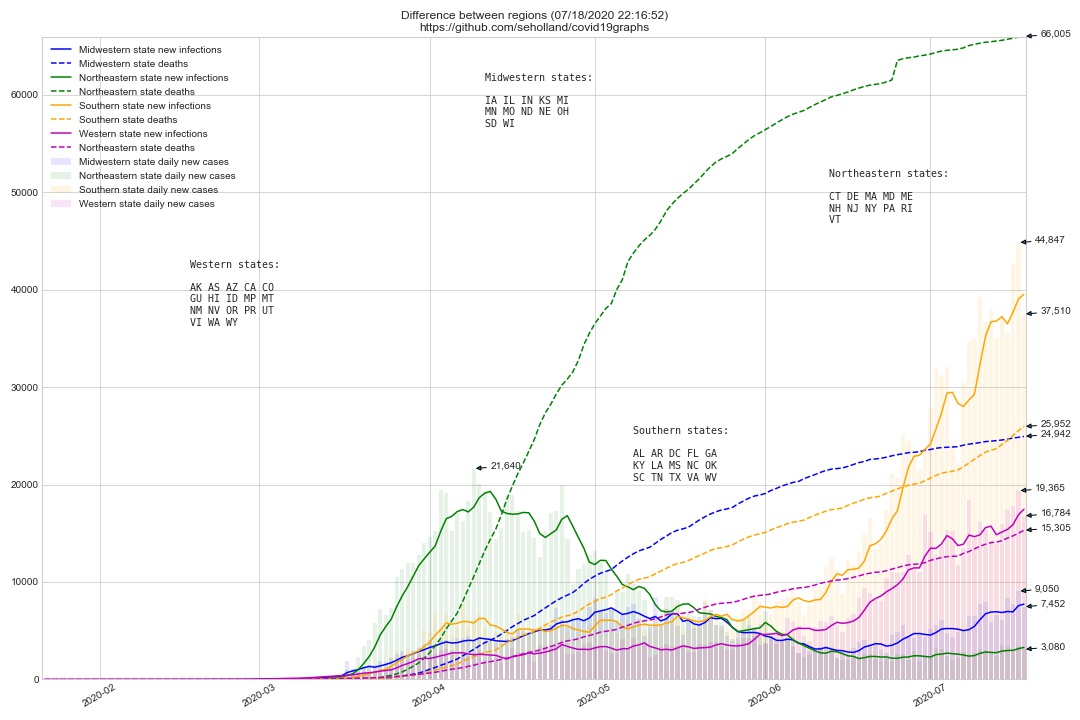 Difference between regions (07/18/2020 22:16:52)
https://github.com/seholland/covid19graphs
Midwestern state new infections
Midwestern state deaths
Northeastern state new infections
Northeastern state deaths
Southern state new infections
Southern state deaths
Western state new infections
Northeastern state deaths
Midwestern state daily new cases
Northeastern state daily new cases
Southern state daily new cases
Western state daily new cases
Midwestern states:
IA IL IN KS MI
MN MO ND NE OH
SD WI
Northeastern states:
CT DE MA MD ME
NH NJ NY PA RI
VT
Western states:
AK AS AZ CA CO
GU HI ID MP MT
NM NV OR PR UT
VI WA WY
Southern states:
AL AR DC FL GA
KY LA MS NC OK
SC TN TX VA WV
21,640
66,005
44,847
37,510
25,952
24,942
19,365
16,784
15,305
9,050
7,452
3,080
60000
50000
40000
30000
20000
10000
0
2020-02
2020-03
2020-04
2020-05
2020-06
2020-07